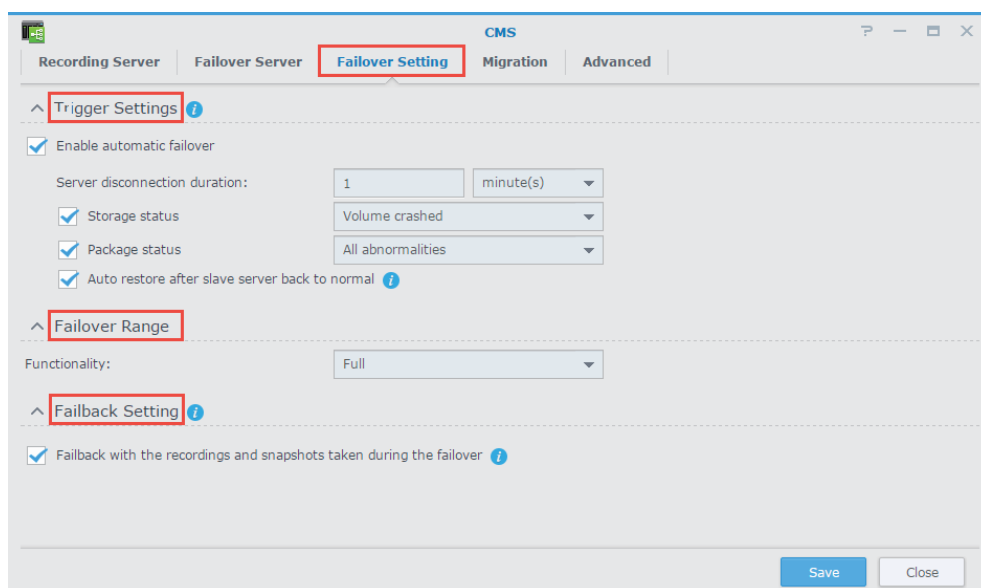 CMS
Recording Server
Failover Server
Failover Setting
Migration
Advanced
Trigger Settings
Enable automatic failover
Server disconnection duration: 1 minute(s)
Storage status Volume crashed
Package status All abnormalities
Auto restore after slave server back to normal
Failover Range
Functionality: Full
Failback Setting
Failback with the recordings and snapshots taken during the failover
Save
Close